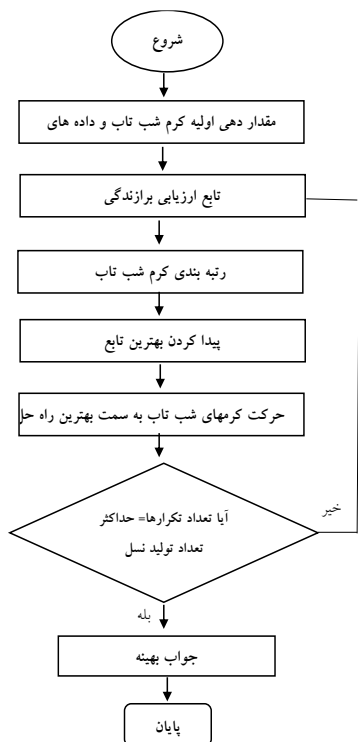 شروع
مقدار دهی اولیه کرم شب تاب و داده های
تابع ارزیابی برازندگی
رتبه بندی کرم شب تاب
پیدا کردن بهترین تابع
حرکت کرمهای شب تاب به سمت بهترین راه حل
آیا تعداد تکرارها= حداکثر
تعداد تولید نسل
خیر
بله
جواب بهینه
پایان